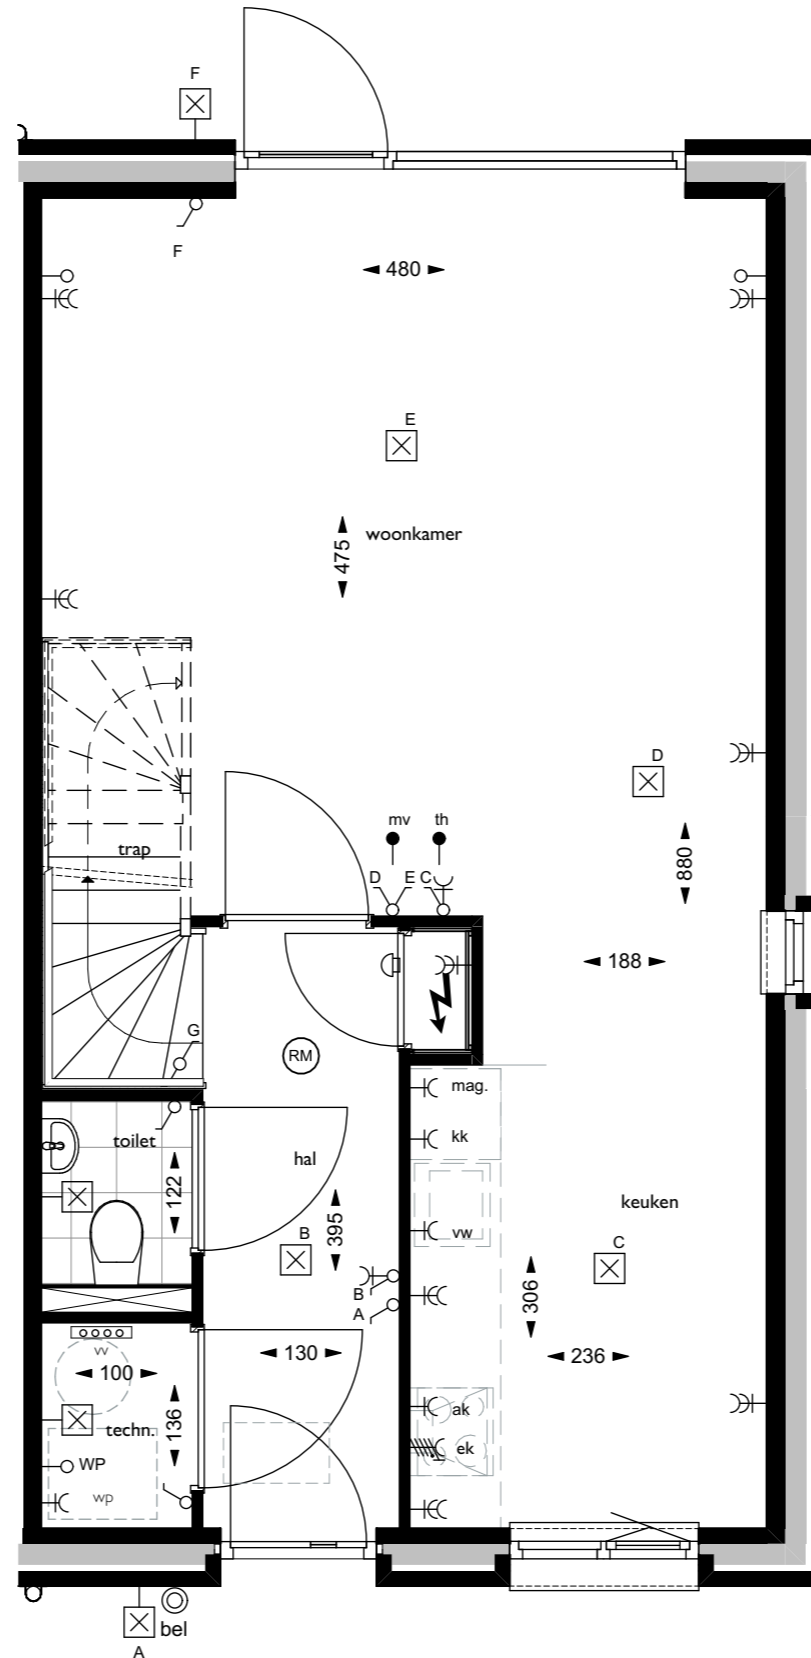 F
F
480
E
woonkamer
475
D
mv
th
trap
880
D
E
C
188
G
RM
mag.
toilet
kk
hal
122
keuken
395
vw
B
C
B
306
A
vv
130
236
100
ak
136
techn.
ek
WP
wp
bel
A